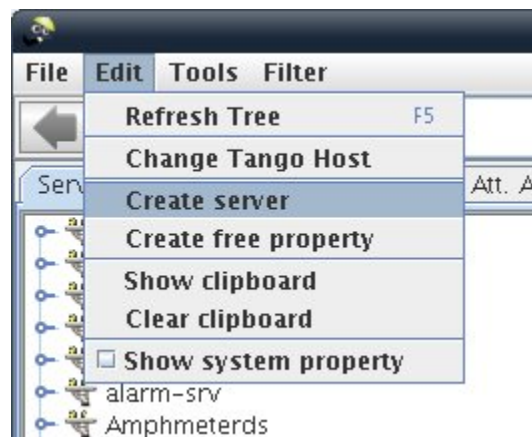 File Edit Tools Filter
Refresh Tree F5
Change Tango Host
Create server
Create free property
Show clipboard
Clear clipboard
Show system property
alarm-srv
Amphmeterds